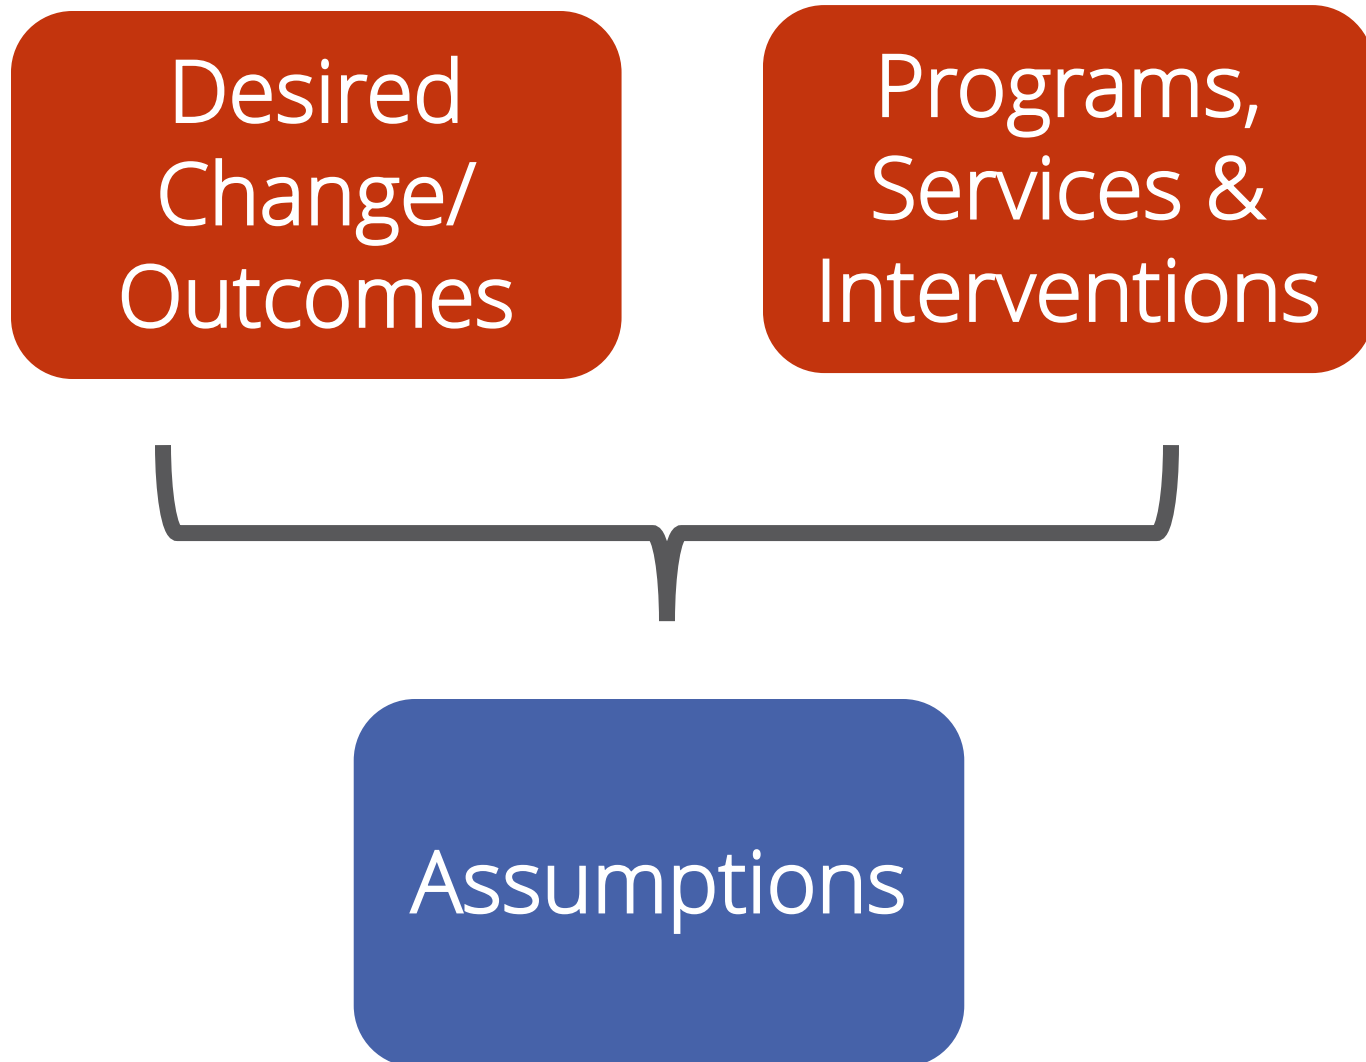 Desired
Change/
Outcomes
Programs,
Services &
Interventions
Assumptions